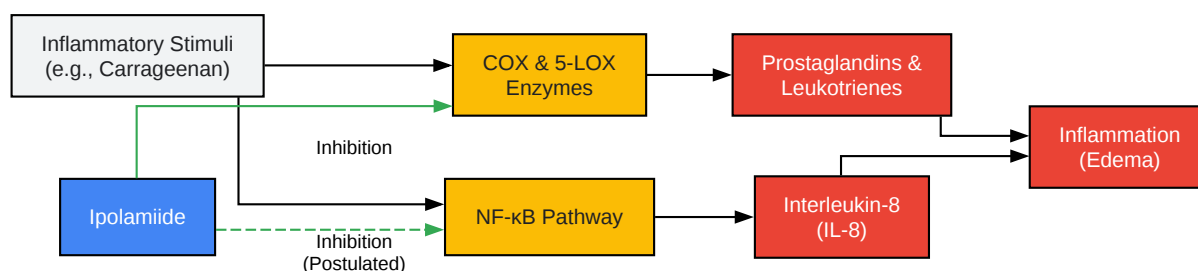 Inflammatory Stimuli
(e.g., Carrageenan)
COX & 5-LOX
Enzymes
Prostaglandins &
Leukotrienes
Inflammation
(Edema)
Inhibition
Ipolamiide
NF-κB Pathway
Interleukin-8
(IL-8)
Inhibition
(Postulated)